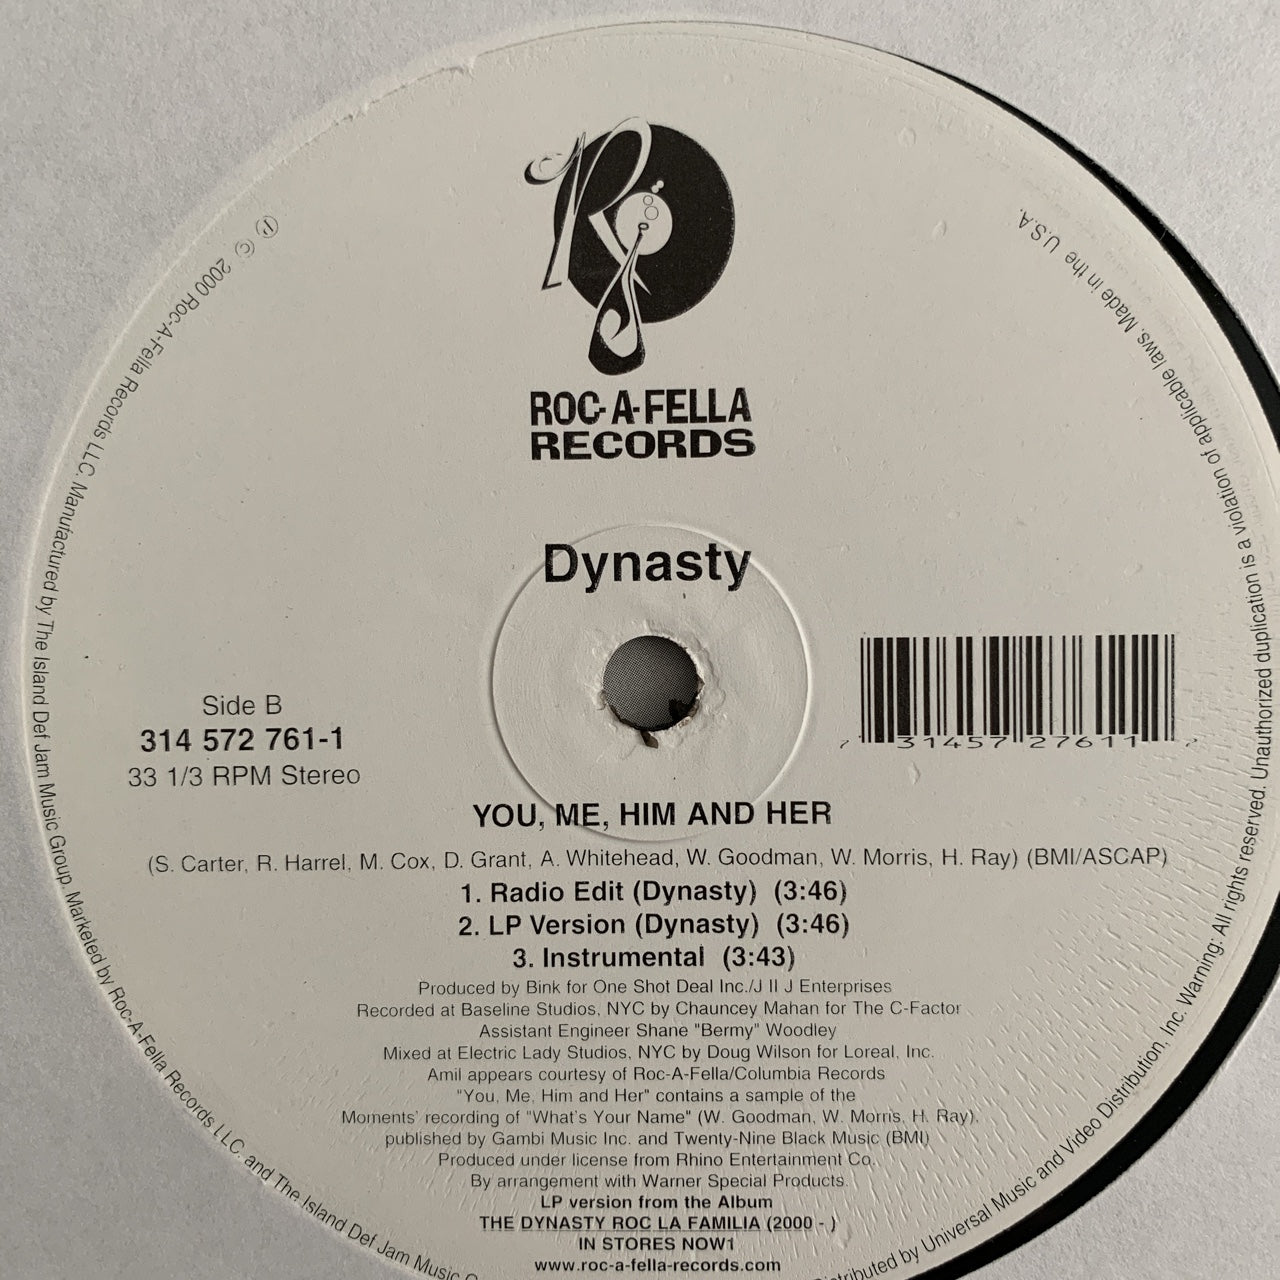 ROC-A-FELLA
RECORDS
Dynasty
Side B
314 572 761-1
33 1/3 RPM Stereo
7 31457 27611 7
YOU, ME, HIM AND HER
(S. Carter, R. Harrel, M. Cox, D. Grant, A. Whitehead, W. Goodman, W. Morris, H. Ray) (BMI/ASCAP)
1. Radio Edit (Dynasty) (3:46)
2. LP Version (Dynasty) (3:46)
3. Instrumental (3:43)
Produced by Bink for One Shot Deal Inc./J II J Enterprises
Recorded at Baseline Studios, NYC by Chauncey Mahan for The C-Factor
Assistant Engineer Shane "Bermy" Woodley
Mixed at Electric Lady Studios, NYC by Doug Wilson for Loreal, Inc.
Amil appears courtesy of Roc-A-Fella/Columbia Records
"You, Me, Him and Her" contains a sample of the
Moments' recording of "What's Your Name" (W. Goodman, W. Morris, H. Ray),
published by Gambi Music Inc. and Twenty-Nine Black Music (BMI)
Produced under license from Rhino Entertainment Co.
By arrangement with Warner Special Products.
LP version from the Album
THE DYNASTY ROC LA FAMILIA (2000 - )
IN STORES NOW1
www.roc-a-fella-records.com
℗ © 2000 Roc-A-Fella Records LLC. Manufactured by The Island Def Jam Music Group. Marketed by Roc-A-Fella Records LLC. and The Island Def Jam Music
Distributed by Universal Music and Video Distribution, Inc. Warning: All rights reserved. Unauthorized duplication is a violation of applicable laws. Made in the U.S.A.